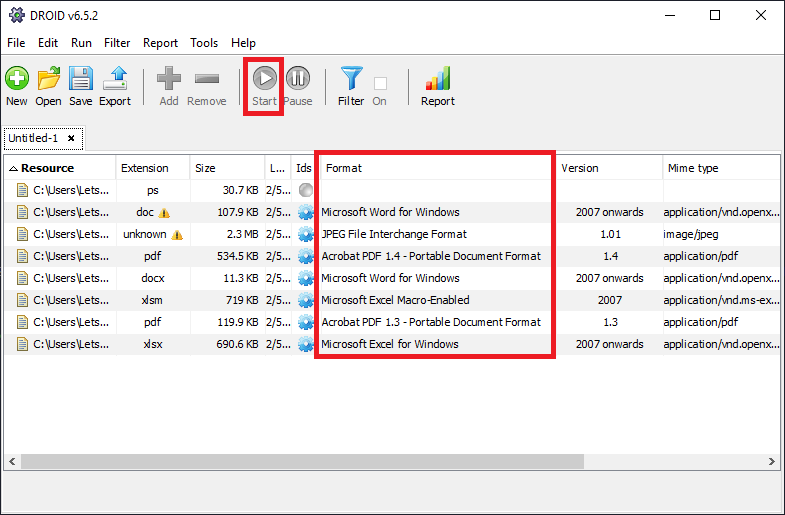 DROID v6.5.2
File Edit Run Filter Report Tools Help
New Open Save Export Add Remove Start Pause Filter On Report
Untitled-1 x
Resource Extension Size L... Ids Format Version Mime type
C:\Users\Lets... ps 30.7 KB 2/5...
C:\Users\Lets... doc 107.9 KB 2/5... Microsoft Word for Windows 2007 onwards application/vnd.openx...
C:\Users\Lets... unknown 2.3 MB 2/5... JPEG File Interchange Format 1.01 image/jpeg
C:\Users\Lets... pdf 534.5 KB 2/5... Acrobat PDF 1.4 - Portable Document Format 1.4 application/pdf
C:\Users\Lets... docx 11.3 KB 2/5... Microsoft Word for Windows 2007 onwards application/vnd.openx...
C:\Users\Lets... xlsm 719 KB 2/5... Microsoft Excel Macro-Enabled 2007 application/vnd.ms-ex...
C:\Users\Lets... pdf 119.9 KB 2/5... Acrobat PDF 1.3 - Portable Document Format 1.3 application/pdf
C:\Users\Lets... xlsx 690.6 KB 2/5... Microsoft Excel for Windows 2007 onwards application/vnd.openx...